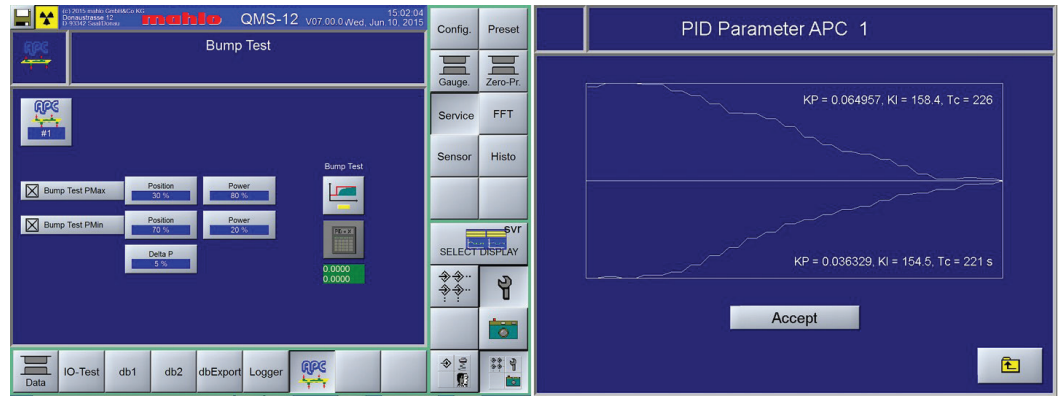 (c) 2015 mahlo GmbH&Co KG
Donaustrasse 12
D 93342 Saal/Donau
mahlo
QMS-12 V07.00.0 Wed, Jun 10, 2015
15:02:04
APC
Bump Test
APC
#1
Bump Test PMax
Position
30 %
Power
80 %
Bump Test PMin
Position
70 %
Power
20 %
Delta P
5 %
Bump Test
0.0000
0.0000
Data
IO-Test
db1
db2
dbExport
Logger
APC
Config.
Preset
Gauge.
Zero-Pr.
Service
FFT
Sensor
Histo
svr
SELECT DISPLAY
PID Parameter APC 1
KP = 0.064957, KI = 158.4, Tc = 226
KP = 0.036329, KI = 154.5, Tc = 221 s
Accept